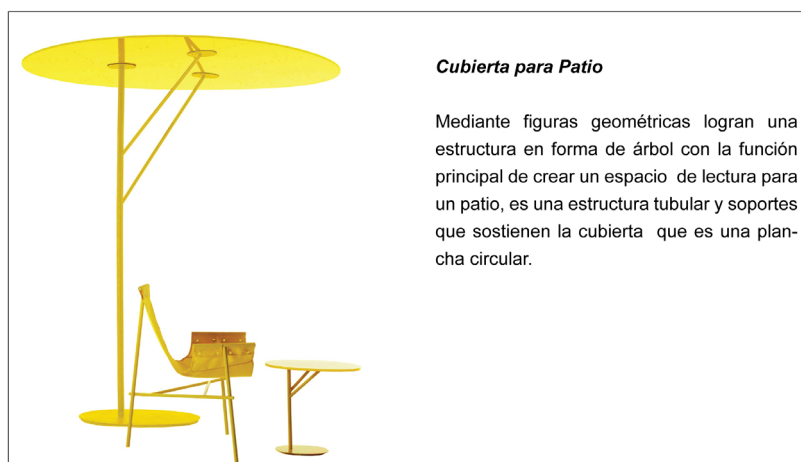 Cubierta para Patio
Mediante figuras geométricas logran una
estructura en forma de árbol con la función
principal de crear un espacio de lectura para
un patio, es una estructura tubular y soportes
que sostienen la cubierta que es una plan-
cha circular.